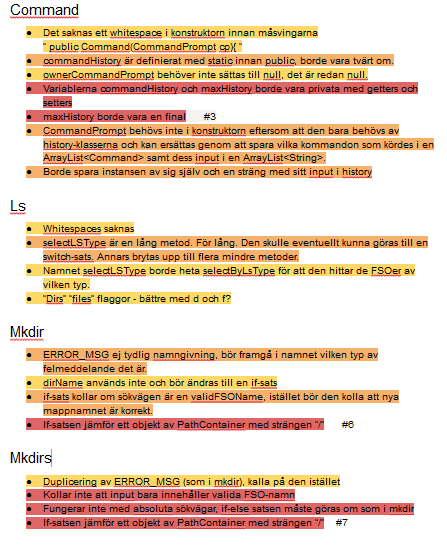 Command
● Det saknas ett whitespace i konstruktorn innan måsvingarna
" public Command(CommandPrompt cp){ "
● commandHistory är definierat med static innan public, borde vara tvärt om.
● ownerCommandPrompt behöver inte sättas till null, det är redan null.
● Variablerna commandHistory och maxHistory borde vara privata med getters och
setters
● maxHistory borde vara en final #3
● CommandPrompt behövs inte i konstruktorn eftersom att den bara behövs av
history-klasserna och kan ersättas genom att spara vilka kommandon som kördes i en
ArrayList<Command> samt dess input i en ArrayList<String>.
● Borde spara instansen av sig själv och en sträng med sitt input i history
Ls
● Whitespaces saknas
● selectLSType är en lång metod. För lång. Den skulle eventuellt kunna göras till en
switch-sats. Annars brytas upp till flera mindre metoder.
● Namnet selectLSType borde heta selectByLsType för att den hittar de FSOer av
vilken typ.
● "Dirs" "files" flaggor - bättre med d och f?
Mkdir
● ERROR_MSG ej tydlig namngivning, bör framgå i namnet vilken typ av
felmeddelande det är.
● dirName används inte och bör ändras till en if-sats
● if-sats kollar om sökvägen är en validFSOName, istället bör den kolla att nya
mappnamnet är korrekt.
● If-satsen jämför ett objekt av PathContainer med strängen "/" #6
Mkdirs
● Duplicering av ERROR_MSG (som i mkdir), kalla på den istället
● Kollar inte att input bara innehåller valida FSO-namn
● Fungerar inte med absoluta sökvägar, if-else satsen måste göras om som i mkdir
● If-satsen jämför ett objekt av PathContainer med strängen "/" #7